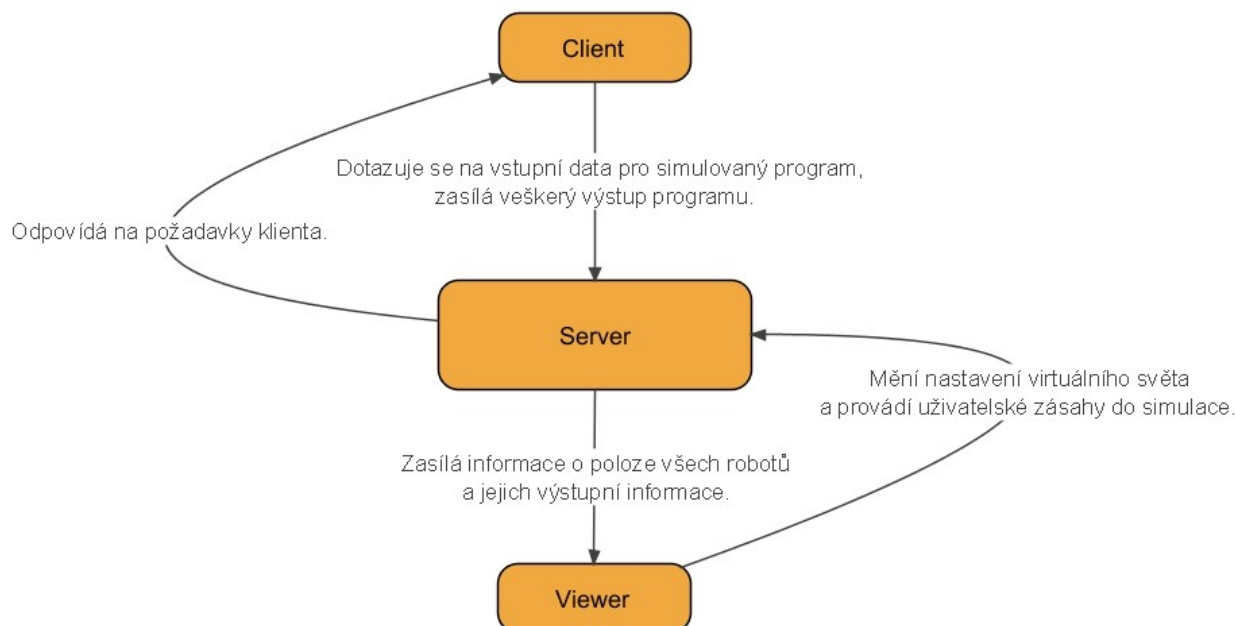 Client
Dotazuje se na vstupní data pro simulovaný program,
zasílá veškerý výstup programu.
Odpovídá na požadavky klienta.
Server
Mění nastavení virtuálního světa
a provádí uživatelské zásahy do simulace.
Zasílá informace o poloze všech robotů
a jejich výstupní informace.
Viewer